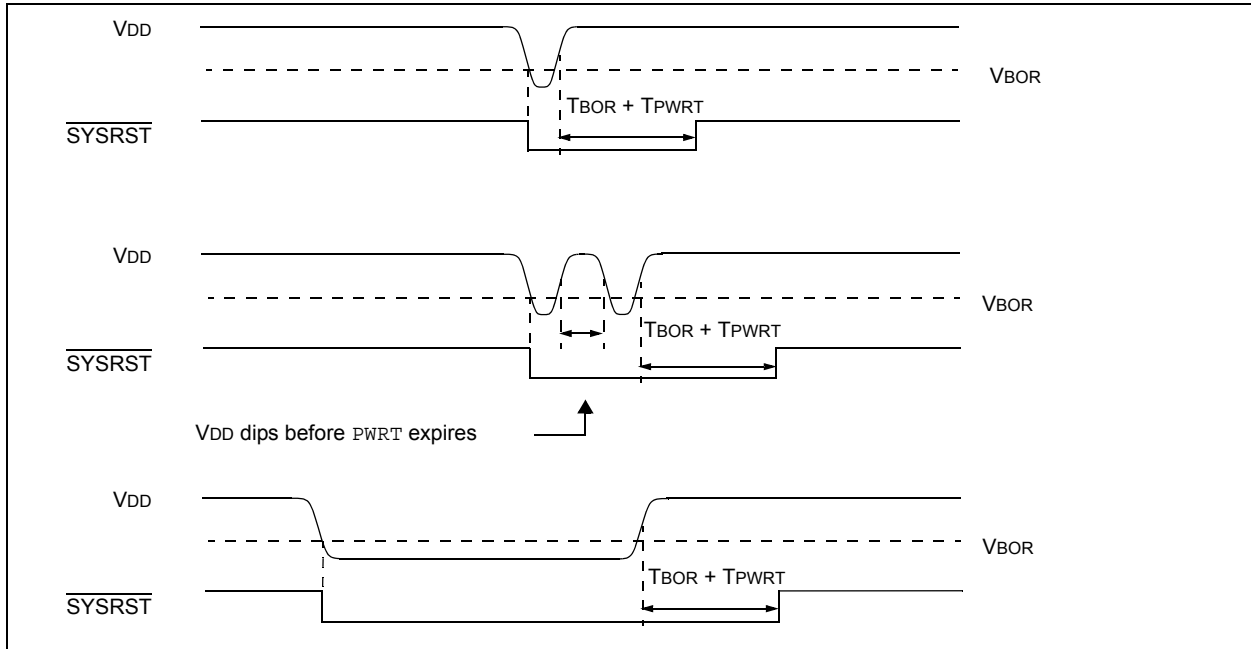 VDD
VBOR
TBOR + TPWRT
SYSRST
VDD
VBOR
TBOR + TPWRT
SYSRST
VDD dips before PWRT expires
VDD
VBOR
TBOR + TPWRT
SYSRST